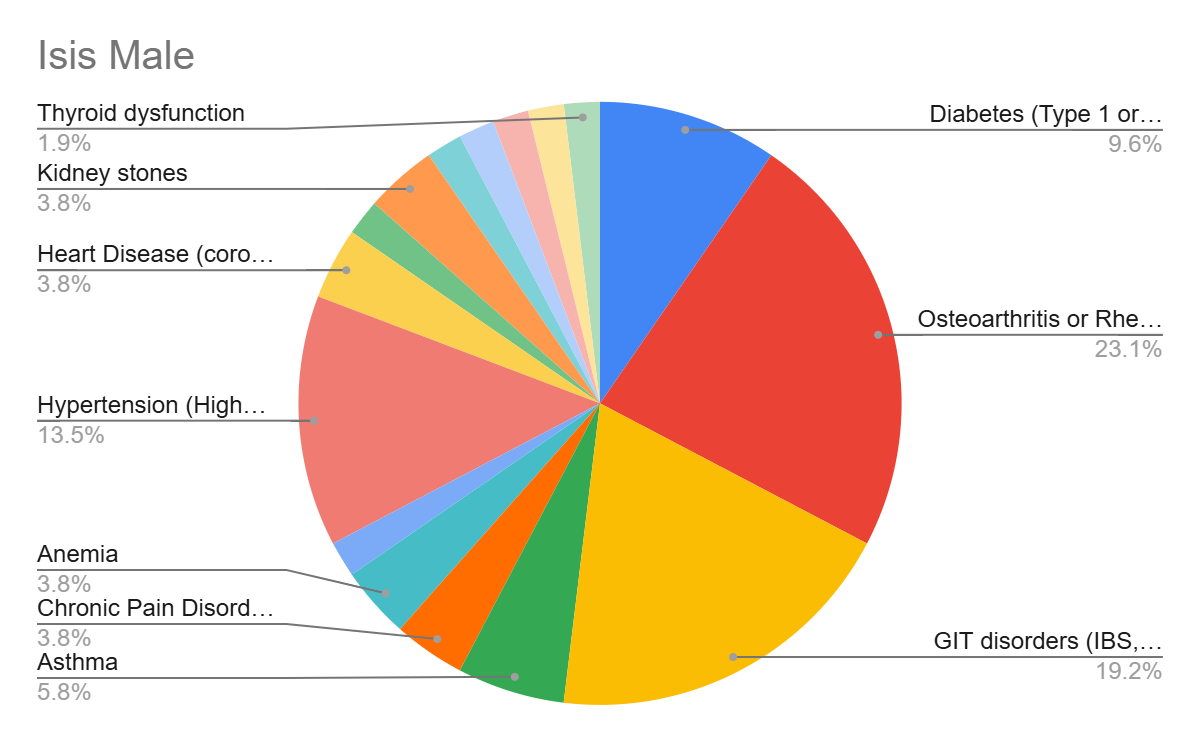 Isis Male
Thyroid dysfunction
1.9%
Kidney stones
3.8%
Heart Disease (coro…
3.8%
Hypertension (High…
13.5%
Anemia
3.8%
Chronic Pain Disord…
3.8%
Asthma
5.8%
Diabetes (Type 1 or…
9.6%
Osteoarthritis or Rhe…
23.1%
GIT disorders (IBS,…
19.2%